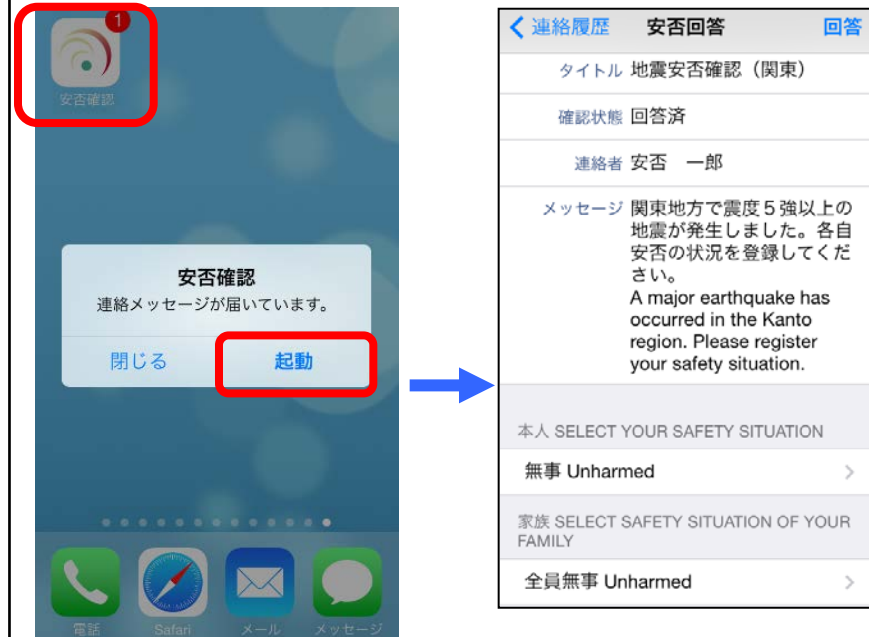 1
安否確認
安否確認
連絡メッセージが届いています。
閉じる
起動
電話
Safari
メール
メッセージ
連絡履歴
安否回答
回答
タイトル 地震安否確認（関東）
確認状態 回答済
連絡者 安否　一郎
メッセージ 関東地方で震度５強以上の
地震が発生しました。各自
安否の状況を登録してくだ
さい。
A major earthquake has
occurred in the Kanto
region. Please register
your safety situation.
本人 SELECT YOUR SAFETY SITUATION
無事 Unharmed
家族 SELECT SAFETY SITUATION OF YOUR
FAMILY
全員無事 Unharmed